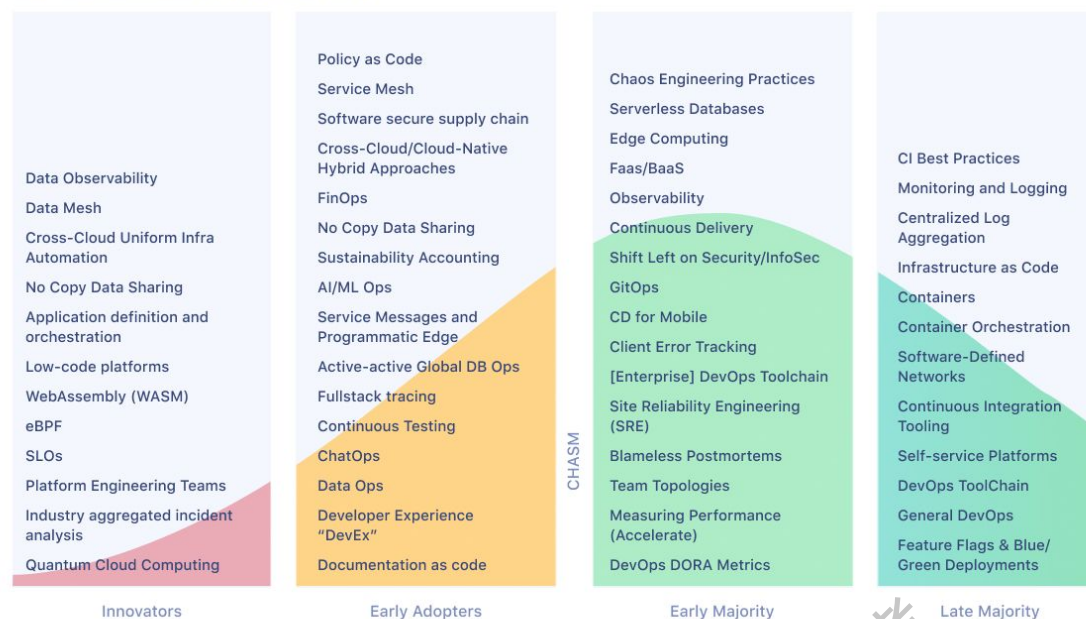 Data Observability
Data Mesh
Cross-Cloud Uniform Infra
Automation
No Copy Data Sharing
Application definition and
orchestration
Low-code platforms
WebAssembly (WASM)
eBPF
SLOs
Platform Engineering Teams
Industry aggregated incident
analysis
Quantum Cloud Computing
Innovators
Policy as Code
Service Mesh
Software secure supply chain
Cross-Cloud/Cloud-Native
Hybrid Approaches
FinOps
No Copy Data Sharing
Sustainability Accounting
AI/ML Ops
Service Messages and
Programmatic Edge
Active-active Global DB Ops
Fullstack tracing
Continuous Testing
ChatOps
Data Ops
Developer Experience
“DevEx”
Documentation as code
Early Adopters
CHASM
Chaos Engineering Practices
Serverless Databases
Edge Computing
Faas/BaaS
Observability
Continuous Delivery
Shift Left on Security/InfoSec
GitOps
CD for Mobile
Client Error Tracking
[Enterprise] DevOps Toolchain
Site Reliability Engineering
(SRE)
Blameless Postmortems
Team Topologies
Measuring Performance
(Accelerate)
DevOps DORA Metrics
Early Majority
CI Best Practices
Monitoring and Logging
Centralized Log
Aggregation
Infrastructure as Code
Containers
Container Orchestration
Software-Defined
Networks
Continuous Integration
Tooling
Self-service Platforms
DevOps ToolChain
General DevOps
Feature Flags & Blue/
Green Deployments
Late Majority